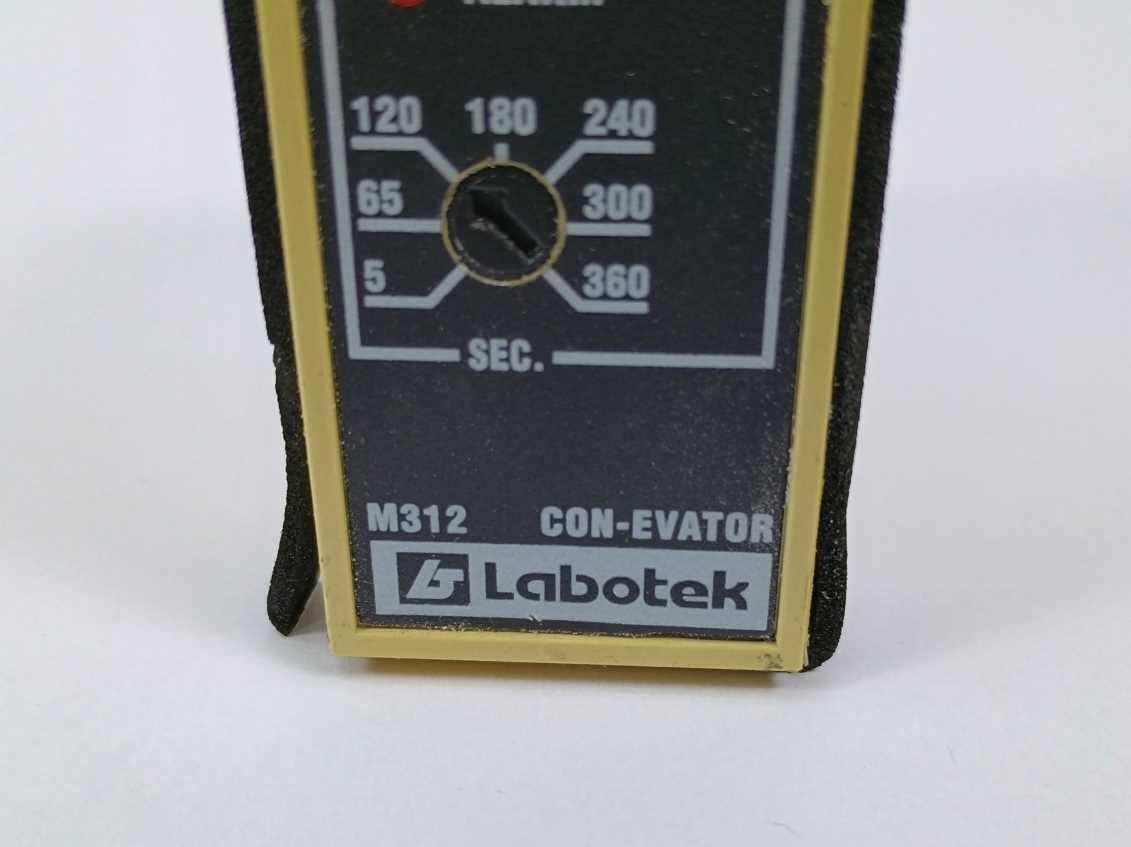 120 180 240
65 300
5 360
SEC.
M312 CON-EVATOR
Labotek